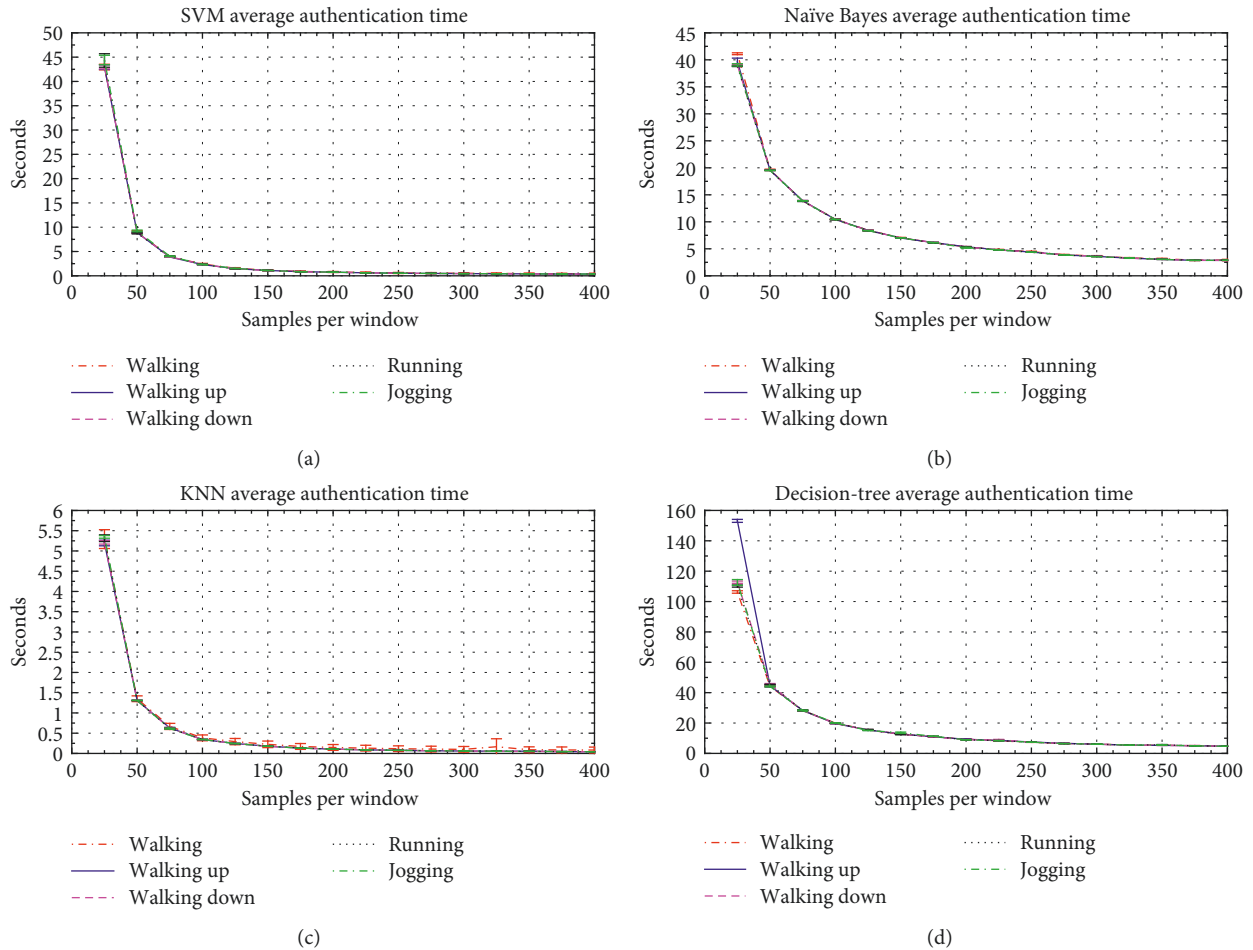 SVM average authentication time
50
45
40
35
30
25
20
15
10
5
0
Seconds
0 50 100 150 200 250 300 350 400
Samples per window
Walking
Walking up
Walking down
Running
Jogging
(a)
Naïve Bayes average authentication time
45
40
35
30
25
20
15
10
5
0
Seconds
0 50 100 150 200 250 300 350 400
Samples per window
Walking
Walking up
Walking down
Running
Jogging
(b)
KNN average authentication time
6
5.5
5
4.5
4
3.5
3
2.5
2
1.5
1
0.5
0
Seconds
0 50 100 150 200 250 300 350 400
Samples per window
Walking
Walking up
Walking down
Running
Jogging
(c)
Decision-tree average authentication time
160
140
120
100
80
60
40
20
0
Seconds
0 50 100 150 200 250 300 350 400
Samples per window
Walking
Walking up
Walking down
Running
Jogging
(d)